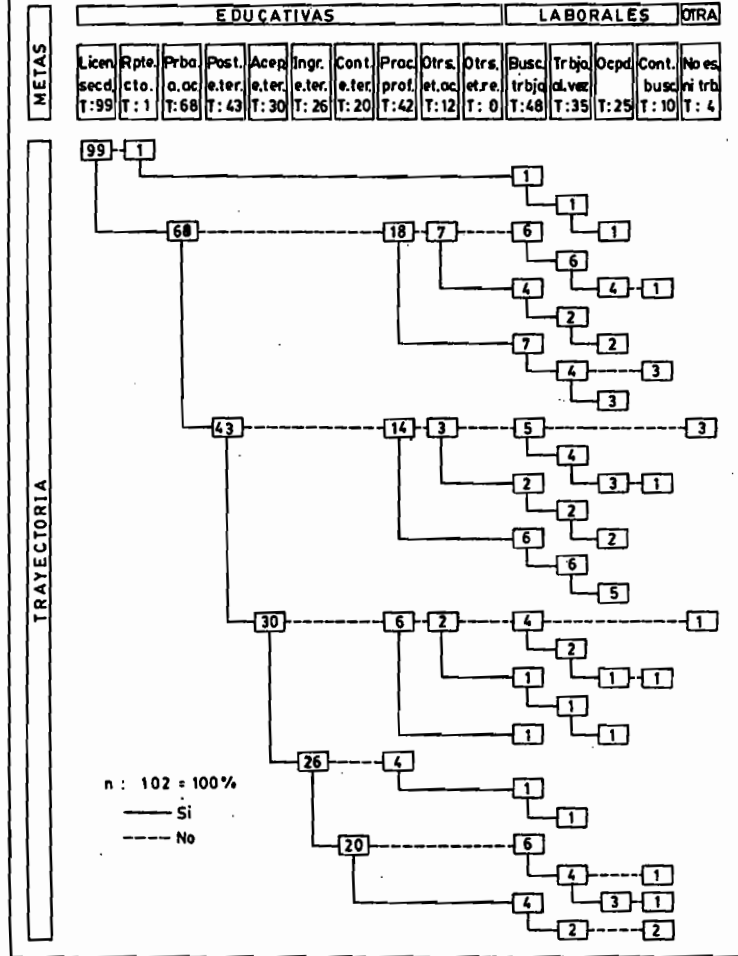 EDUCATIVAS LABORALES OTRA
METAS
Licen Rpte. Prba. Post. Acep. Ingr. Cont. Prac. Otrs. Otrs. Busc. Trbja. Ocpd. Cont. No es.
secd. cto. a.ac. e.ter. e.ter. e.ter. e.ter. prof. et.ac. et.re. trbjo al.vez busc ni trb
T:99 T:1 T:68 T:43 T:30 T:26 T:20 T:42 T:12 T:0 T:48 T:35 T:25 T:10 T:4
TRAYECTORIA
99 1
1
1
68 18 7 6 1
6
4 4 1
2
7 2
4 3
3
43 14 3 5 3
4
2 3 1
2
6 2
6
5
30 6 2 4 1
2
1 1 1
1
1 1
26 4
n : 102 = 100% 1
Si 1
No 20 6
4 1
4 3 1
2 2